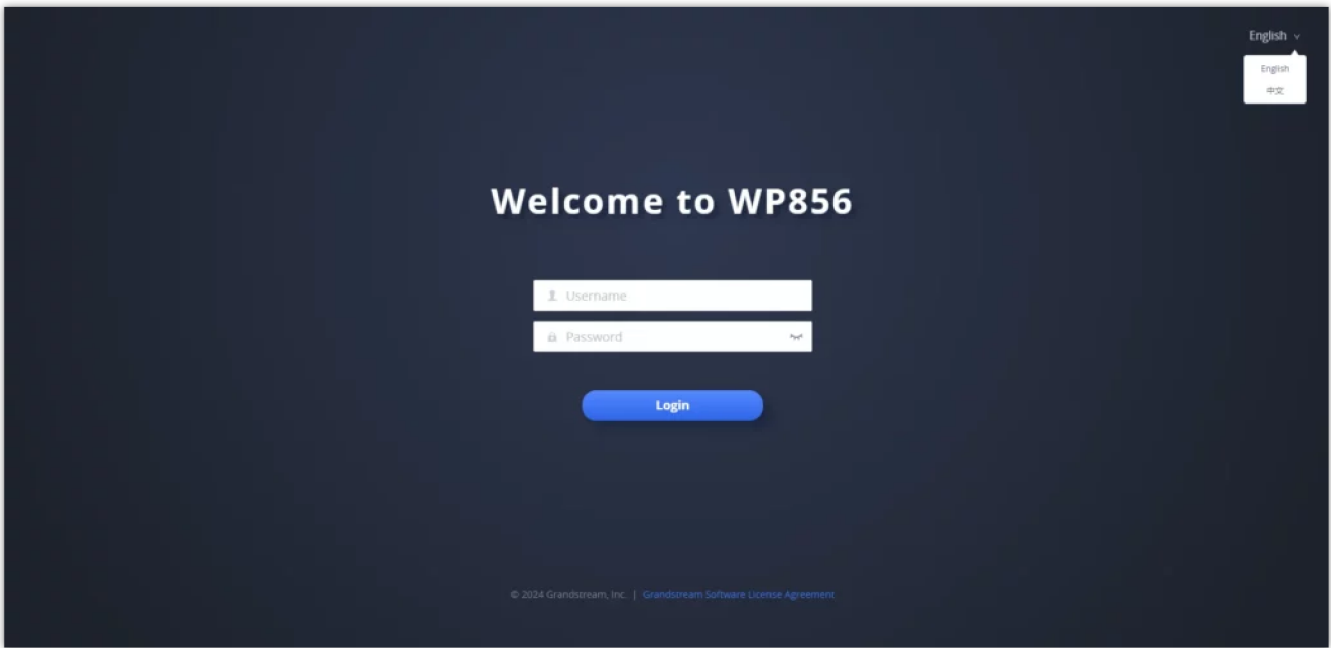 English
English
中文
Welcome to WP856
Username
Password
Login
© 2024 Grandstream, Inc. | Grandstream Software License Agreement